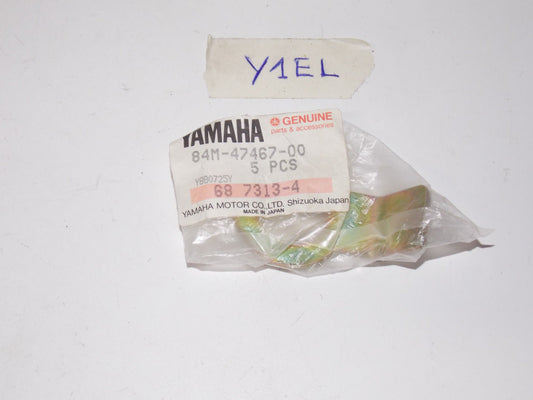 Y1EL
YAMAHA GENUINE
parts & accessories
84M-47467-00
5 PCS
YBB0725Y
68 7313-4
YAMAHA MOTOR CO.,LTD. Shizuoka Japan
MADE IN JAPAN